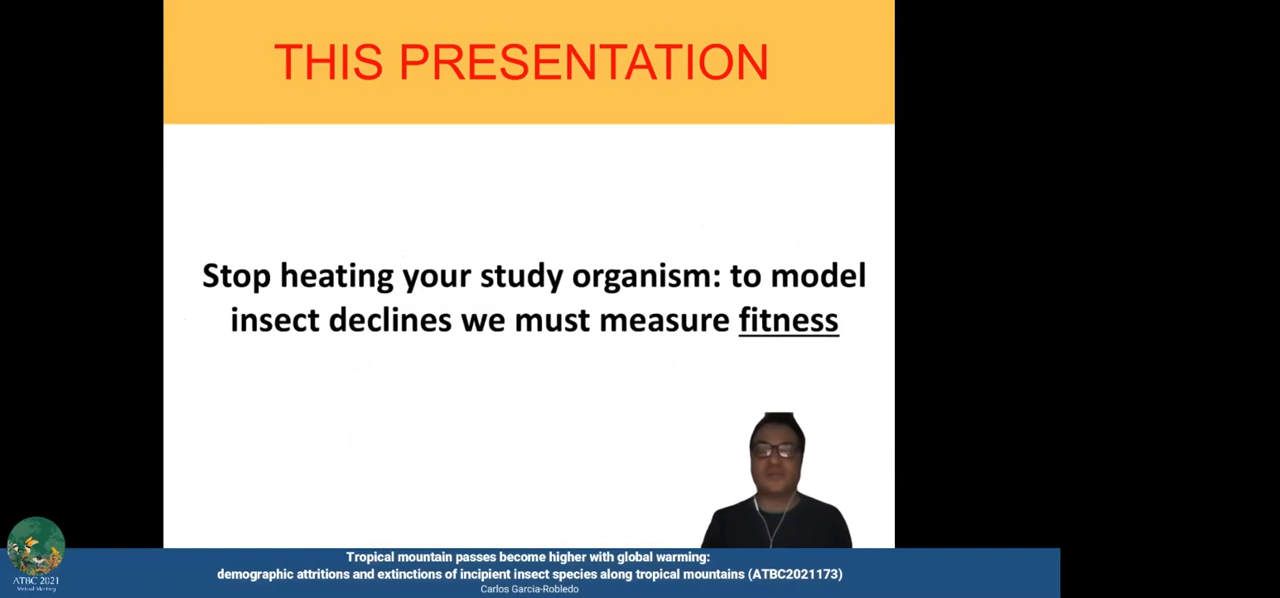 THIS PRESENTATION
Stop heating your study organism: to model
insect declines we must measure fitness
ATBC 2021
Virtual Meeting
Tropical mountain passes become higher with global warming:
demographic attritions and extinctions of incipient insect species along tropical mountains (ATBC2021173)
Carlos Garcia-Robledo